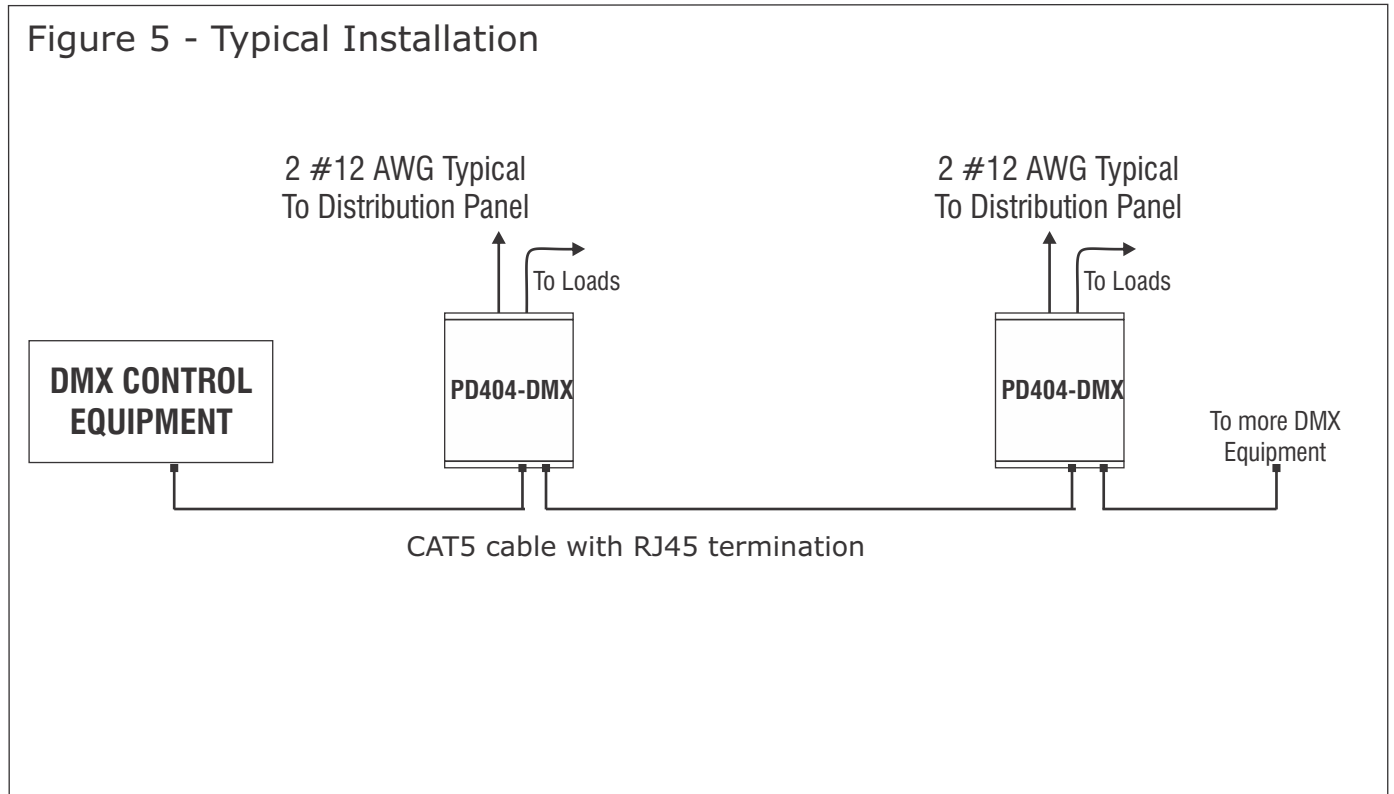 Figure 5 - Typical Installation
2 #12 AWG Typical
To Distribution Panel
To Loads
2 #12 AWG Typical
To Distribution Panel
To Loads
DMX CONTROL
EQUIPMENT
PD404-DMX
PD404-DMX
To more DMX
Equipment
CAT5 cable with RJ45 termination